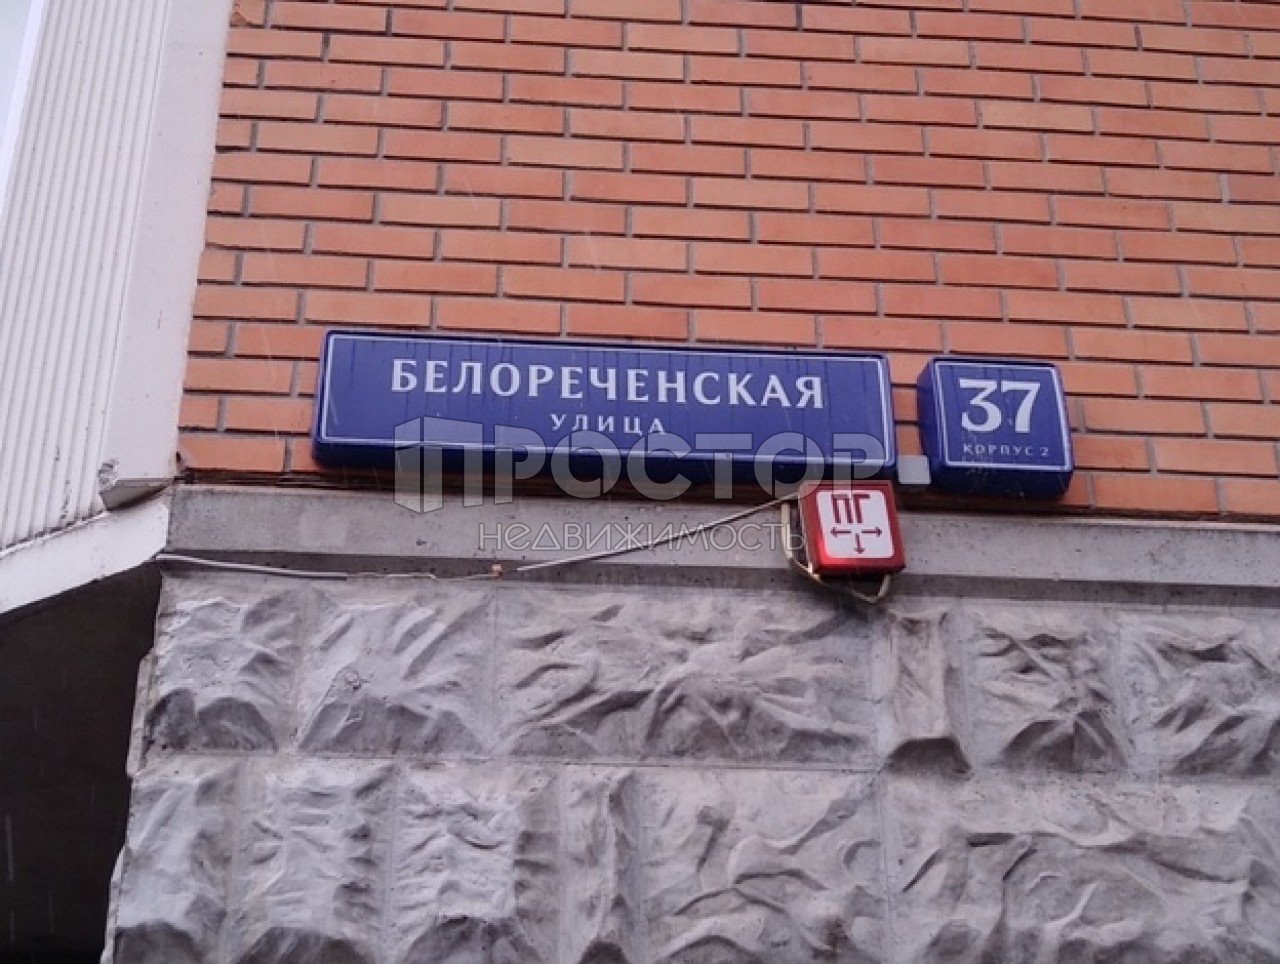 БЕЛОРЕЧЕНСКАЯ
УЛИЦА
37
КОРПУС 2
ПРОСТОР
НЕДВИЖИМОСТЬ
ПГ